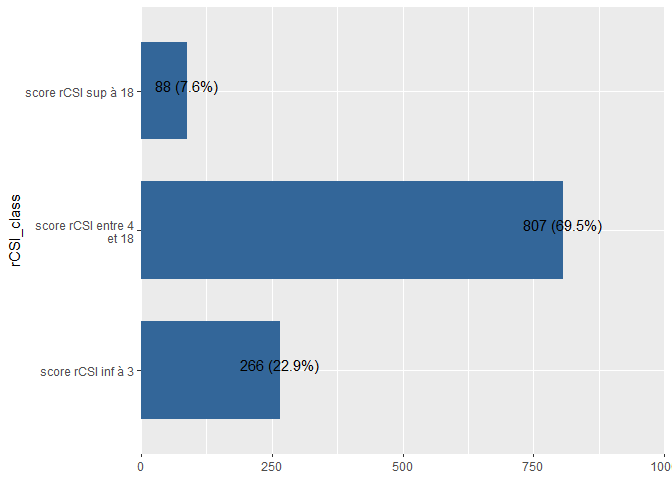 88 (7.6%)
score rCSI sup à 18
rCSI_class
807 (69.5%)
score rCSI entre 4
et 18
266 (22.9%)
score rCSI inf à 3
0
250
500
750